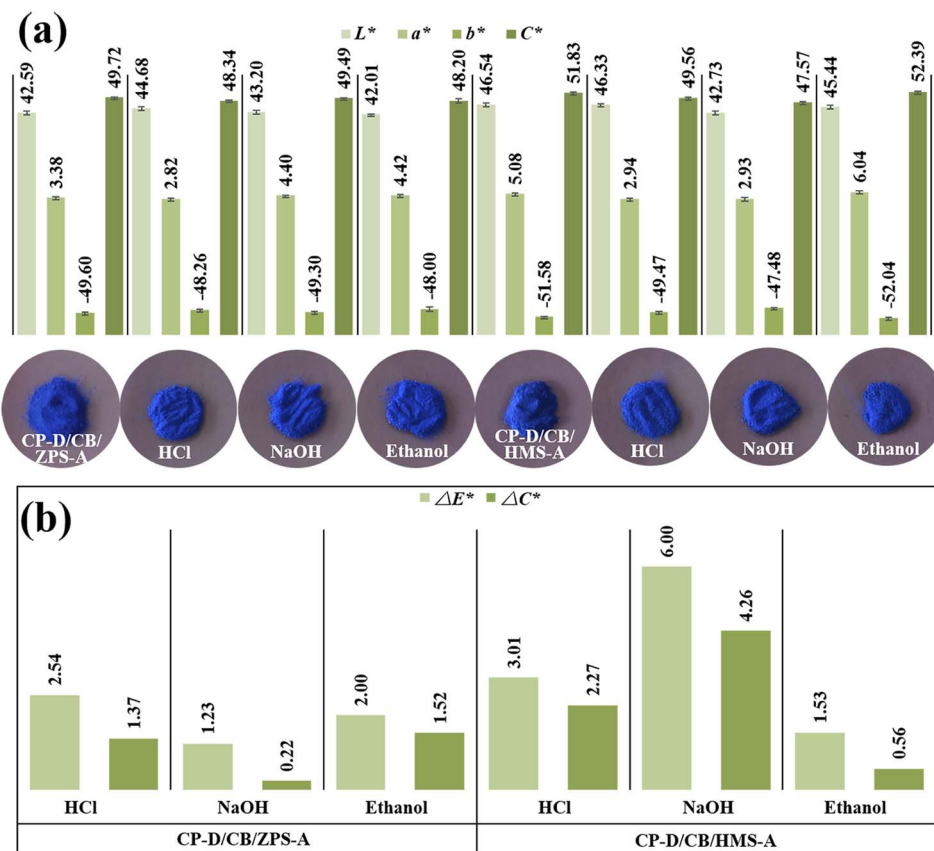 (a)
L* a* b* C*
42.59 3.38 -49.60 49.72 44.68 2.82 -48.26 48.34 43.20 4.40 -49.30 49.49 42.01 4.42 -48.00 48.20 46.54 5.08 -51.58 51.83 46.33 2.94 -49.47 49.56 42.73 2.93 -47.48 47.57 45.44 6.04 -52.04 52.39
CP-D/CB/
ZPS-A
HCl
NaOH
Ethanol
CP-D/CB/
HMS-A
HCl
NaOH
Ethanol
(b)
△E* △C*
2.54 1.37 1.23 0.22 2.00 1.52 3.01 2.27 6.00 4.26 1.53 0.56
HCl NaOH Ethanol HCl NaOH Ethanol
CP-D/CB/ZPS-A CP-D/CB/HMS-A